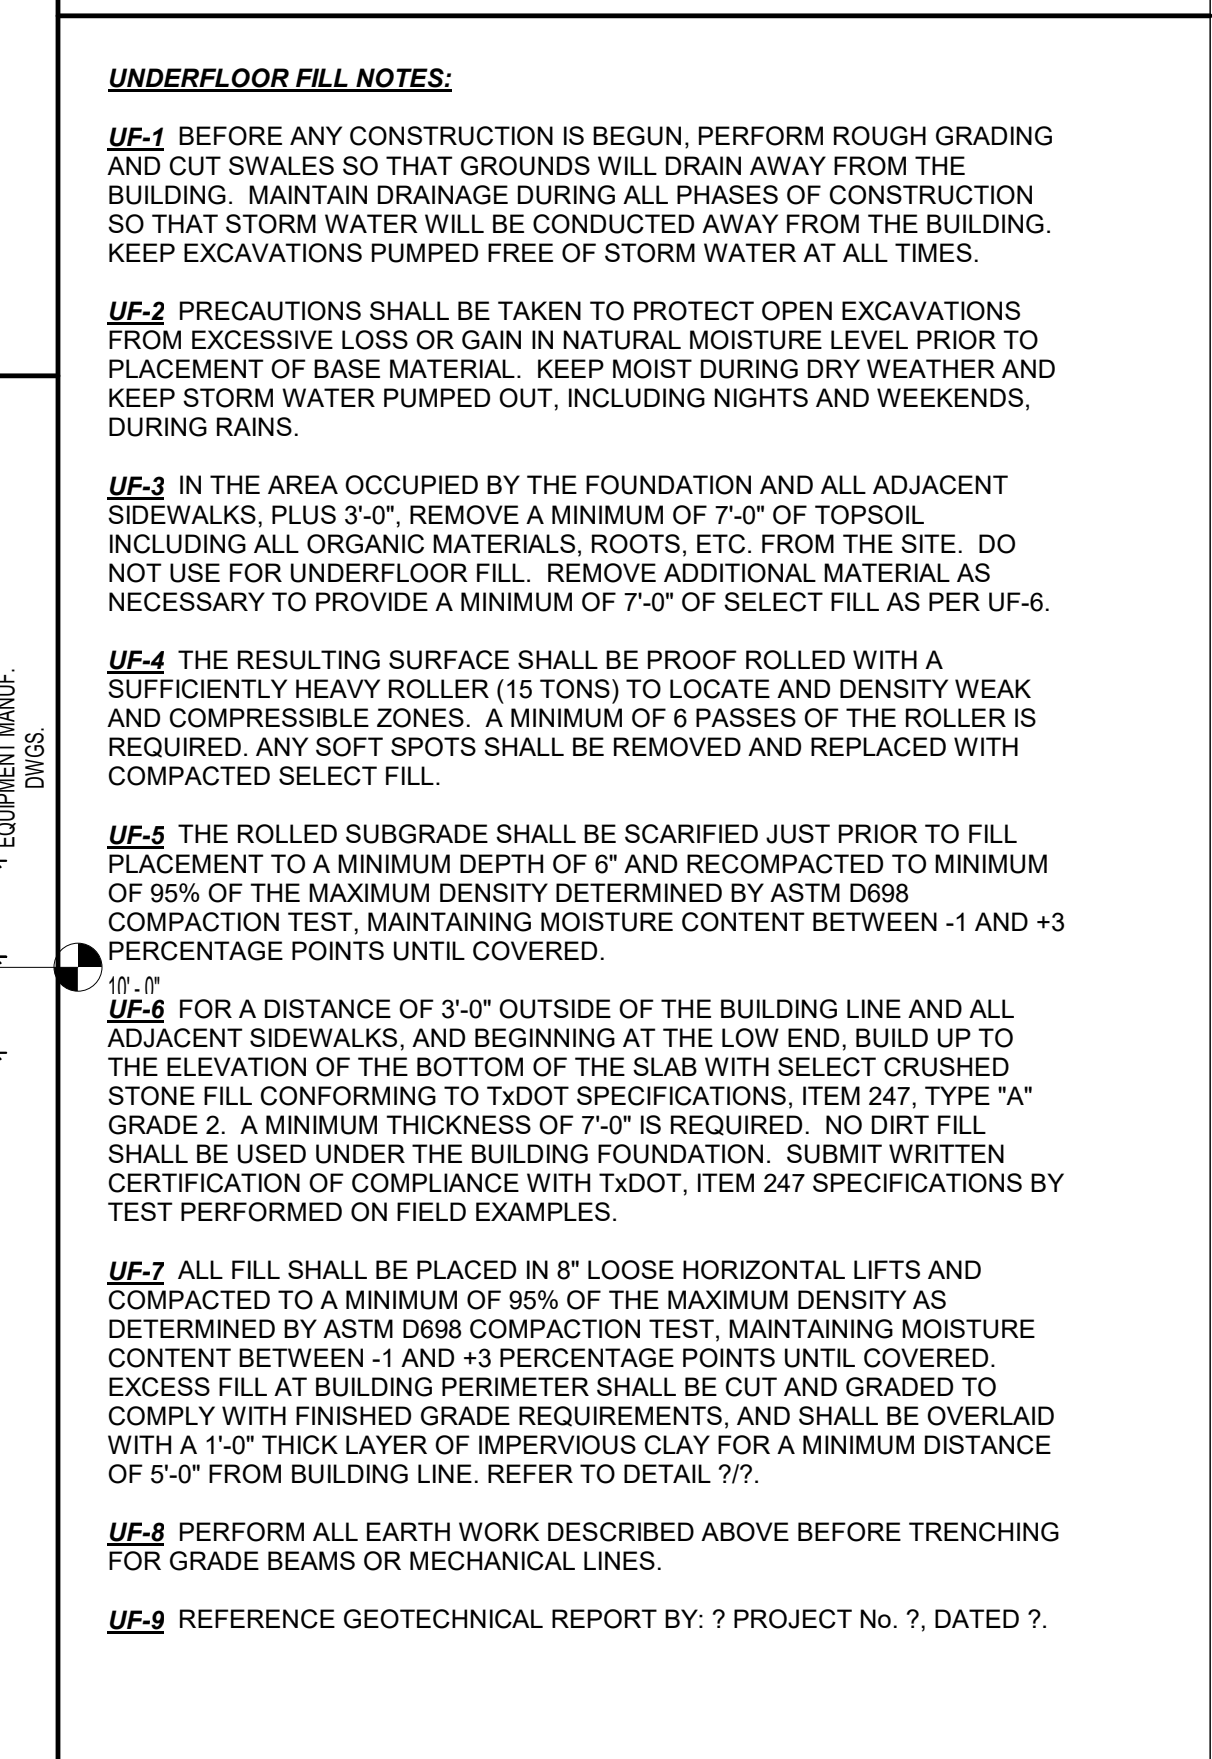 UNDERFLOOR FILL NOTES:
UF-1 BEFORE ANY CONSTRUCTION IS BEGUN, PERFORM ROUGH GRADING
AND CUT SWALES SO THAT GROUNDS WILL DRAIN AWAY FROM THE
BUILDING. MAINTAIN DRAINAGE DURING ALL PHASES OF CONSTRUCTION
SO THAT STORM WATER WILL BE CONDUCTED AWAY FROM THE BUILDING.
KEEP EXCAVATIONS PUMPED FREE OF STORM WATER AT ALL TIMES.
UF-2 PRECAUTIONS SHALL BE TAKEN TO PROTECT OPEN EXCAVATIONS
FROM EXCESSIVE LOSS OR GAIN IN NATURAL MOISTURE LEVEL PRIOR TO
PLACEMENT OF BASE MATERIAL. KEEP MOIST DURING DRY WEATHER AND
KEEP STORM WATER PUMPED OUT, INCLUDING NIGHTS AND WEEKENDS,
DURING RAINS.
UF-3 IN THE AREA OCCUPIED BY THE FOUNDATION AND ALL ADJACENT
SIDEWALKS, PLUS 3'-0", REMOVE A MINIMUM OF 7'-0" OF TOPSOIL
INCLUDING ALL ORGANIC MATERIALS, ROOTS, ETC. FROM THE SITE. DO
NOT USE FOR UNDERFLOOR FILL. REMOVE ADDITIONAL MATERIAL AS
NECESSARY TO PROVIDE A MINIMUM OF 7'-0" OF SELECT FILL AS PER UF-6.
UF-4 THE RESULTING SURFACE SHALL BE PROOF ROLLED WITH A
SUFFICIENTLY HEAVY ROLLER (15 TONS) TO LOCATE AND DENSITY WEAK
AND COMPRESSIBLE ZONES. A MINIMUM OF 6 PASSES OF THE ROLLER IS
REQUIRED. ANY SOFT SPOTS SHALL BE REMOVED AND REPLACED WITH
COMPACTED SELECT FILL.
EQUIPMENT MANUF.
DWGS.
UF-5 THE ROLLED SUBGRADE SHALL BE SCARIFIED JUST PRIOR TO FILL
PLACEMENT TO A MINIMUM DEPTH OF 6" AND RECOMPACTED TO MINIMUM
OF 95% OF THE MAXIMUM DENSITY DETERMINED BY ASTM D698
COMPACTION TEST, MAINTAINING MOISTURE CONTENT BETWEEN -1 AND +3
PERCENTAGE POINTS UNTIL COVERED.
10' - 0"
UF-6 FOR A DISTANCE OF 3'-0" OUTSIDE OF THE BUILDING LINE AND ALL
ADJACENT SIDEWALKS, AND BEGINNING AT THE LOW END, BUILD UP TO
THE ELEVATION OF THE BOTTOM OF THE SLAB WITH SELECT CRUSHED
STONE FILL CONFORMING TO TxDOT SPECIFICATIONS, ITEM 247, TYPE "A"
GRADE 2. A MINIMUM THICKNESS OF 7'-0" IS REQUIRED. NO DIRT FILL
SHALL BE USED UNDER THE BUILDING FOUNDATION. SUBMIT WRITTEN
CERTIFICATION OF COMPLIANCE WITH TxDOT, ITEM 247 SPECIFICATIONS BY
TEST PERFORMED ON FIELD EXAMPLES.
UF-7 ALL FILL SHALL BE PLACED IN 8" LOOSE HORIZONTAL LIFTS AND
COMPACTED TO A MINIMUM OF 95% OF THE MAXIMUM DENSITY AS
DETERMINED BY ASTM D698 COMPACTION TEST, MAINTAINING MOISTURE
CONTENT BETWEEN -1 AND +3 PERCENTAGE POINTS UNTIL COVERED.
EXCESS FILL AT BUILDING PERIMETER SHALL BE CUT AND GRADED TO
COMPLY WITH FINISHED GRADE REQUIREMENTS, AND SHALL BE OVERLAID
WITH A 1'-0" THICK LAYER OF IMPERVIOUS CLAY FOR A MINIMUM DISTANCE
OF 5'-0" FROM BUILDING LINE. REFER TO DETAIL ?/?.
UF-8 PERFORM ALL EARTH WORK DESCRIBED ABOVE BEFORE TRENCHING
FOR GRADE BEAMS OR MECHANICAL LINES.
UF-9 REFERENCE GEOTECHNICAL REPORT BY: ? PROJECT No. ?, DATED ?.